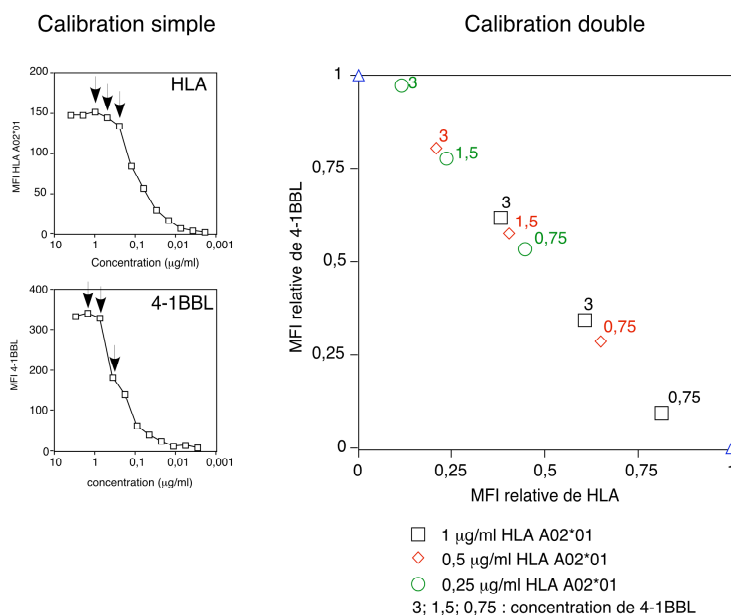 Calibration simple
Calibration double
HLA
MFI HLA A02*01
200
150
100
50
0
10 1 0,1 0,01 0,001
Concentration (µg/ml)
4-1BBL
MFI 4-1BBL
400
300
200
100
0
10 1 0,1 0,01 0,001
concentration (µg/ml)
MFI relative de 4-1BBL
1
0,75
0,5
0,25
0
3
3
1,5
3
1,5
0,75
3
0,75
0,75
0 0,25 0,5 0,75 1
MFI relative de HLA
1 µg/ml HLA A02*01
0,5 µg/ml HLA A02*01
0,25 µg/ml HLA A02*01
3; 1,5; 0,75 : concentration de 4-1BBL